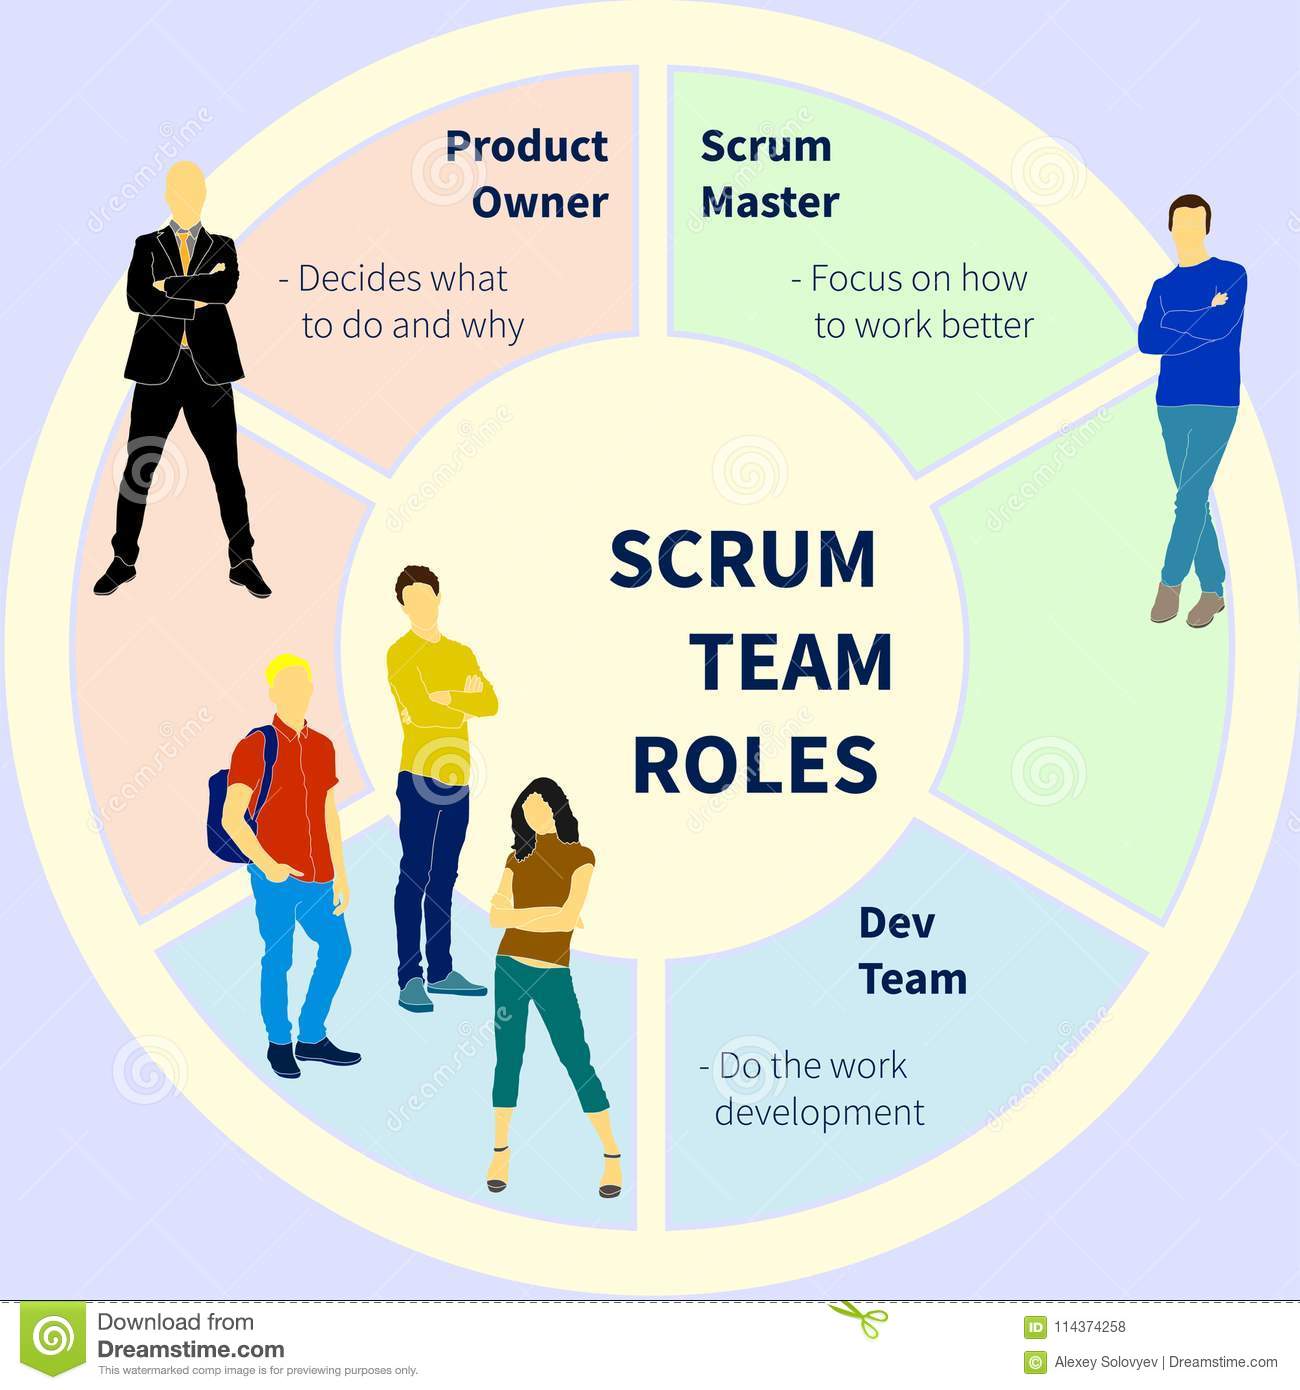 Product
Owner
- Decides what
to do and why
Scrum
Master
- Focus on how
to work better
SCRUM
TEAM
ROLES
Dev
Team
- Do the work
development
dreamstime
Download from
Dreamstime.com
This watermarked comp image is for previewing purposes only.
ID 114374258
© Alexey Solovyev | Dreamstime.com